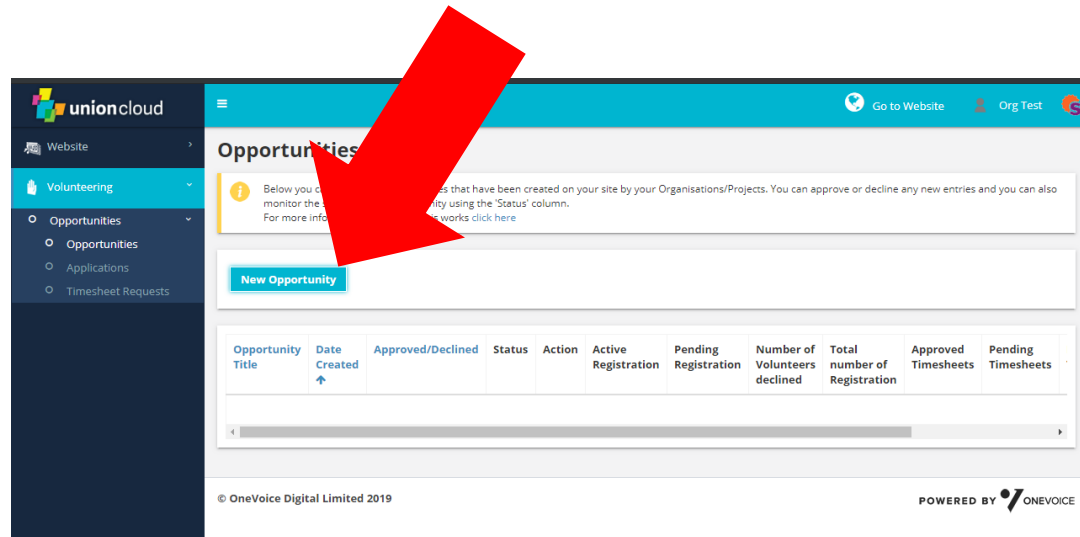 unioncloud
Go to Website
Org Test
Website
Volunteering
Opportunities
Opportunities
Applications
Timesheet Requests
Opportunities
Below you c es that have been created on your site by your Organisations/Projects. You can approve or decline any new entries and you can also
monitor the using the 'Status' column.
For more works click here
New Opportunity
Opportunity Date Approved/Declined Status Action Active Pending Number of Total Approved Pending
Title Created Registration Registration Volunteers number of Timesheets Timesheets
declined Registration
© OneVoice Digital Limited 2019
POWERED BY ONEVOICE